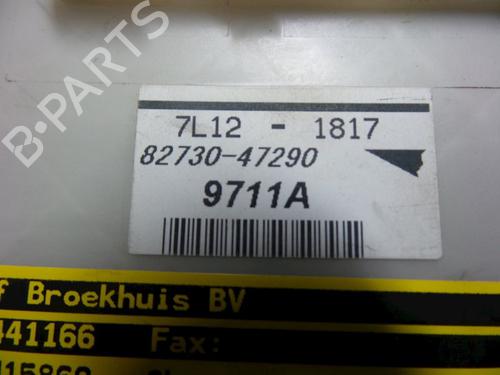 7L12 - 1817
82730-47290
9711A
Broekhuis BV
441166 Fax:
B-PARTS